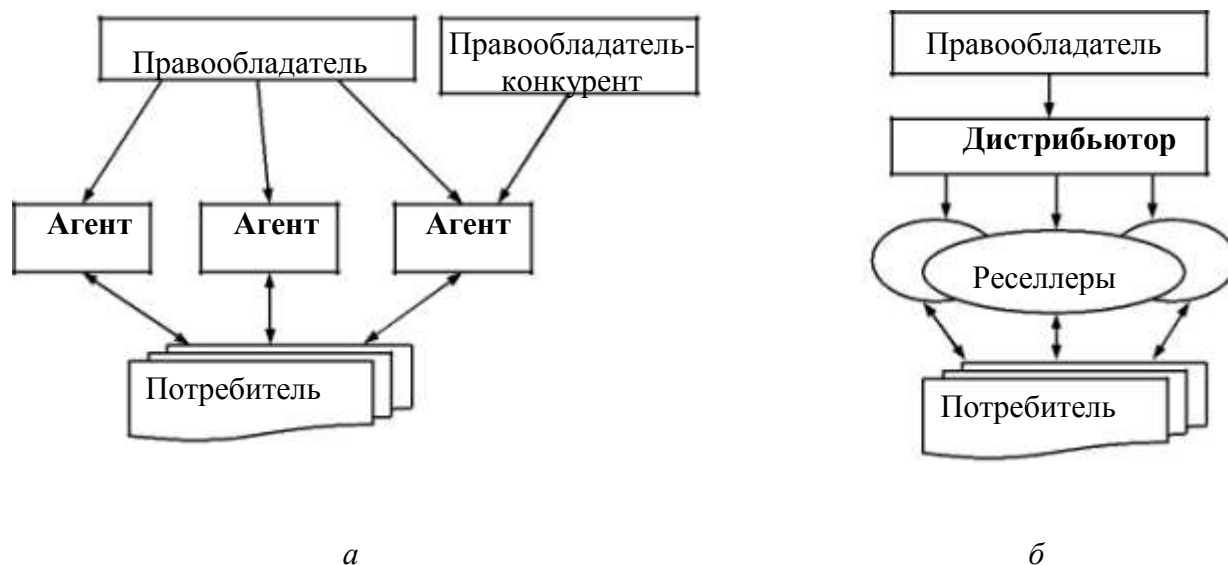 Правообладатель
Правообладатель-
конкурент
Агент
Агент
Агент
Потребитель
а
Правообладатель
Дистрибьютор
Реселлеры
Потребитель
б